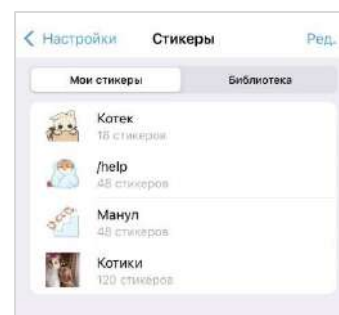 Настройки Стикеры Ред.
Мои стикеры Библиотека
Котек
18 стикеров
/help
48 стикеров
Манул
48 стикеров
Котики
120 стикеров